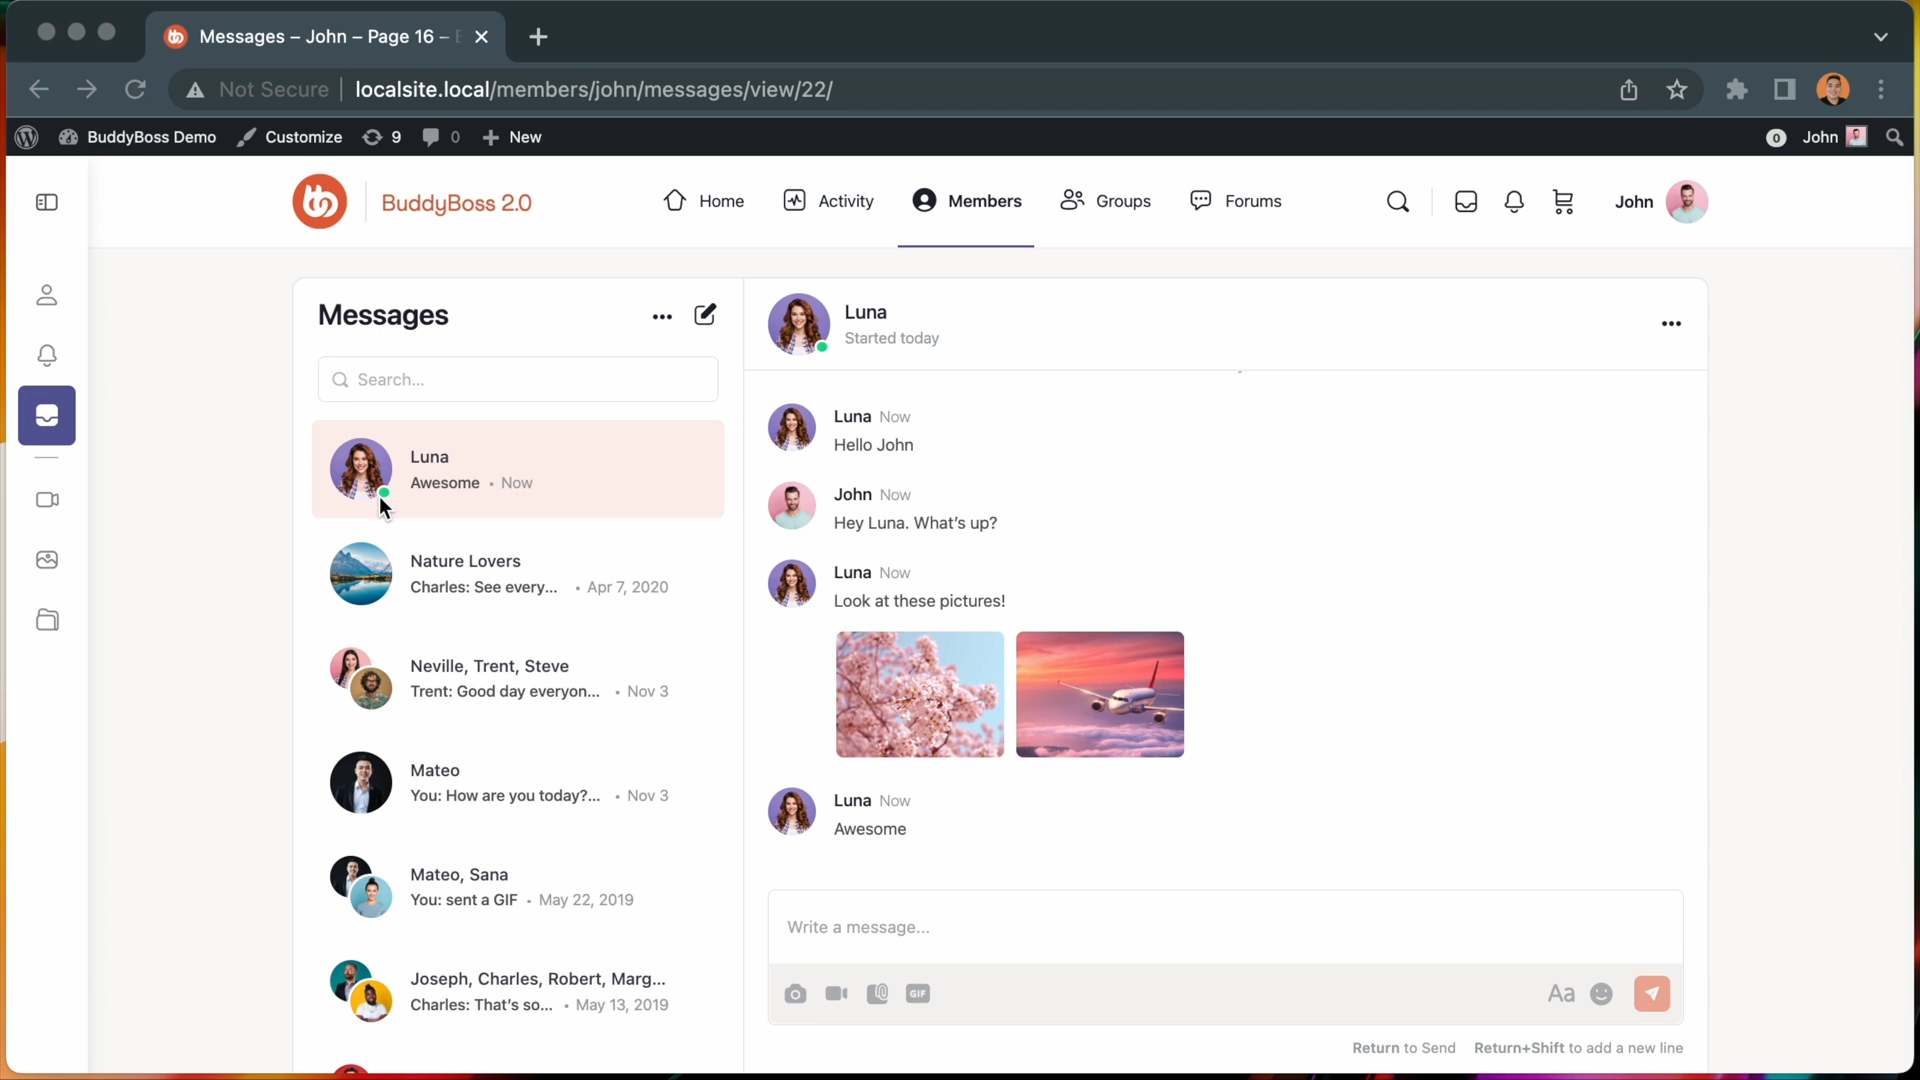 Messages – John – Page 16 –
Not Secure
localsite.local/members/john/messages/view/22/
BuddyBoss Demo
Customize
9
0
New
0
John
BuddyBoss 2.0
Home
Activity
Members
Groups
Forums
John
Messages
Search...
Luna
Awesome • Now
Nature Lovers
Charles: See every... • Apr 7, 2020
Neville, Trent, Steve
Trent: Good day everyon... • Nov 3
Mateo
You: How are you today?... • Nov 3
Mateo, Sana
You: sent a GIF • May 22, 2019
Joseph, Charles, Robert, Marg...
Charles: That's so... • May 13, 2019
Luna
Started today
Luna Now
Hello John
John Now
Hey Luna. What's up?
Luna Now
Look at these pictures!
Luna Now
Awesome
Write a message...
GIF
Aa
Return to Send
Return+Shift to add a new line